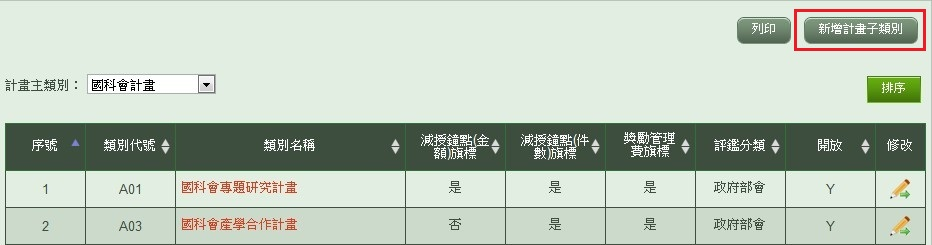 列印 新增計畫子類別
計畫主類別： 國科會計畫
排序
序號 類別代號 類別名稱 減授鐘點(金額)旗標 減授鐘點(件數)旗標 獎勵管理費旗標 評鑑分類 開放 修改
1 A01 國科會專題研究計畫 是 是 是 政府部會 Y
2 A03 國科會產學合作計畫 否 是 是 政府部會 Y